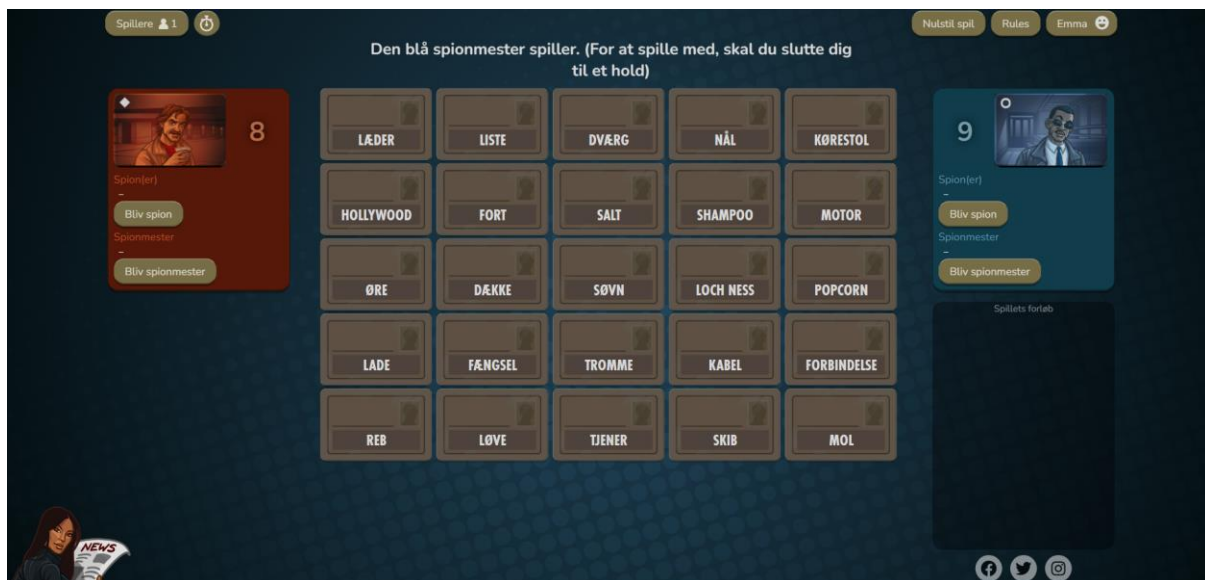 Spillere 1
Nulstil spil
Rules
Emma
Den blå spionmester spiller. (For at spille med, skal du slutte dig
til et hold)
8
Spion(er)
–
Bliv spion
Spionmester
–
Bliv spionmester
LÆDER
LISTE
DVÆRG
NÅL
KØRESTOL
HOLLYWOOD
FORT
SALT
SHAMPOO
MOTOR
ØRE
DÆKKE
SØVN
LOCH NESS
POPCORN
LADE
FÆNGSEL
TROMME
KABEL
FORBINDELSE
REB
LØVE
TJENER
SKIB
MOL
9
Spion(er)
–
Bliv spion
Spionmester
–
Bliv spionmester
Spillets forløb
NEWS